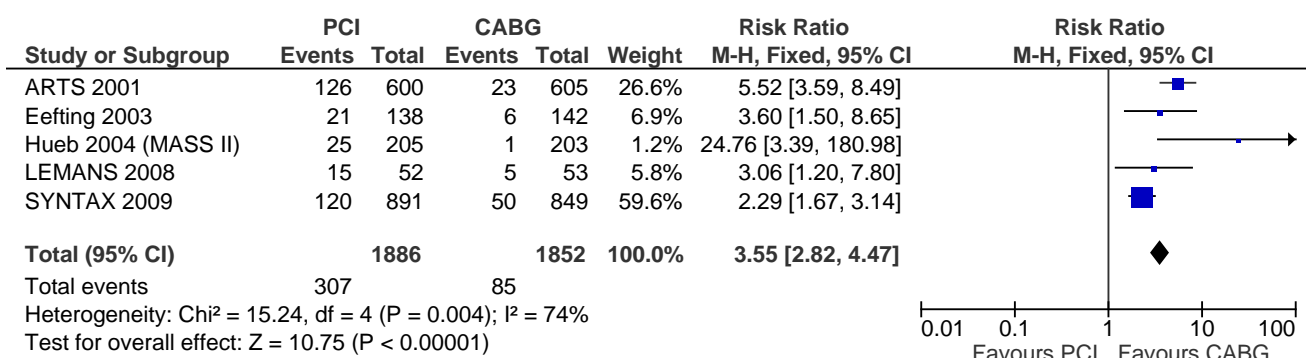 PCI CABG Risk Ratio Risk Ratio
Study or Subgroup Events Total Events Total Weight M-H, Fixed, 95% CI M-H, Fixed, 95% CI
ARTS 2001 126 600 23 605 26.6% 5.52 [3.59, 8.49]
Eefting 2003 21 138 6 142 6.9% 3.60 [1.50, 8.65]
Hueb 2004 (MASS II) 25 205 1 203 1.2% 24.76 [3.39, 180.98]
LEMANS 2008 15 52 5 53 5.8% 3.06 [1.20, 7.80]
SYNTAX 2009 120 891 50 849 59.6% 2.29 [1.67, 3.14]
Total (95% CI) 1886 1852 100.0% 3.55 [2.82, 4.47]
Total events 307 85
Heterogeneity: Chi² = 15.24, df = 4 (P = 0.004); I² = 74%
Test for overall effect: Z = 10.75 (P < 0.00001)
0.01 0.1 1 10 100
Favours PCI Favours CABG